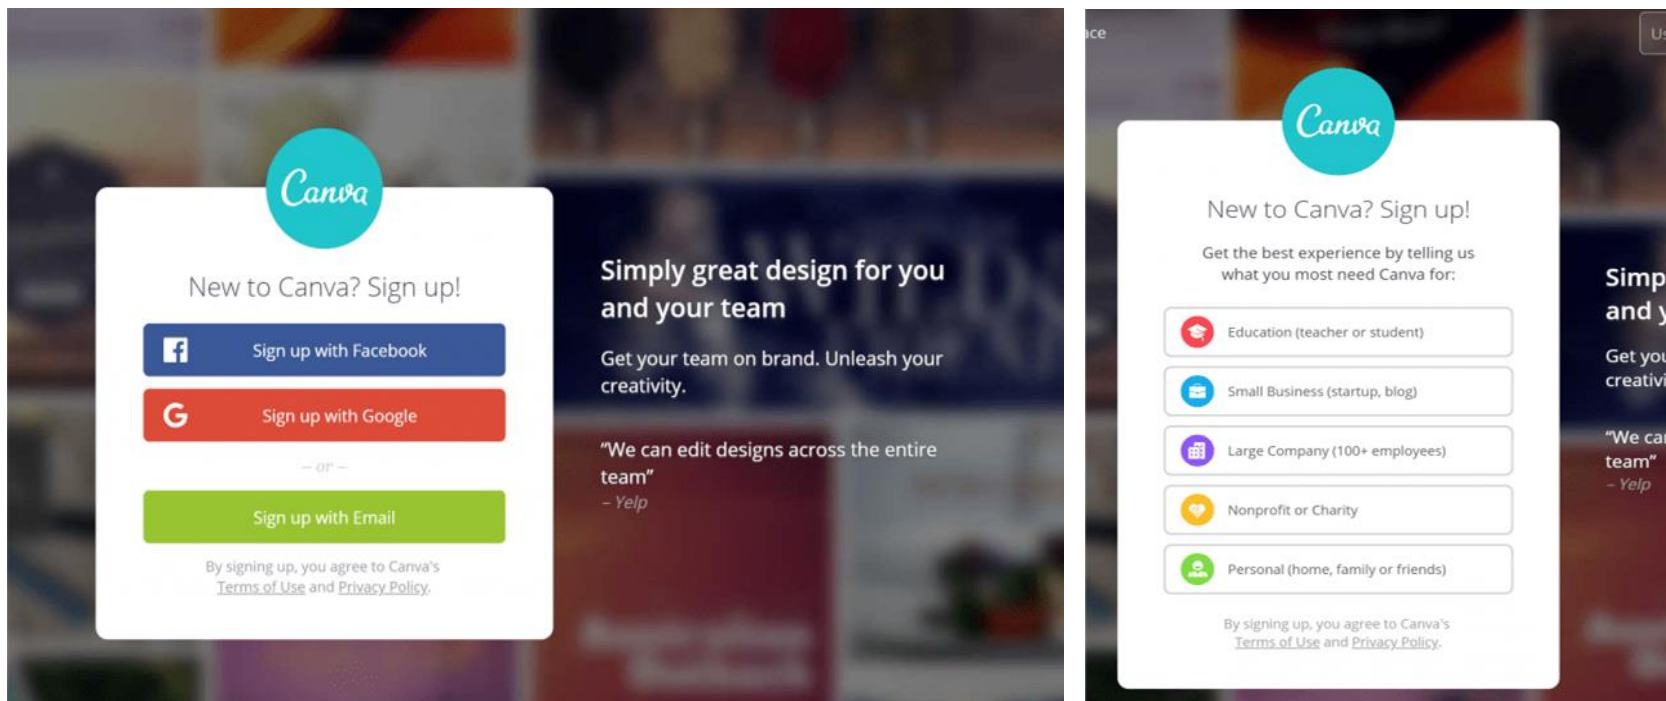 Canva
New to Canva? Sign up!
Sign up with Facebook
Sign up with Google
– or –
Sign up with Email
By signing up, you agree to Canva's
Terms of Use and Privacy Policy.
Simply great design for you
and your team
Get your team on brand. Unleash your
creativity.
"We can edit designs across the entire
team"
– Yelp
Canva
New to Canva? Sign up!
Get the best experience by telling us
what you most need Canva for:
Education (teacher or student)
Small Business (startup, blog)
Large Company (100+ employees)
Nonprofit or Charity
Personal (home, family or friends)
By signing up, you agree to Canva's
Terms of Use and Privacy Policy.
Simp
and y
Get you
creativi
"We car
team"
– Yelp